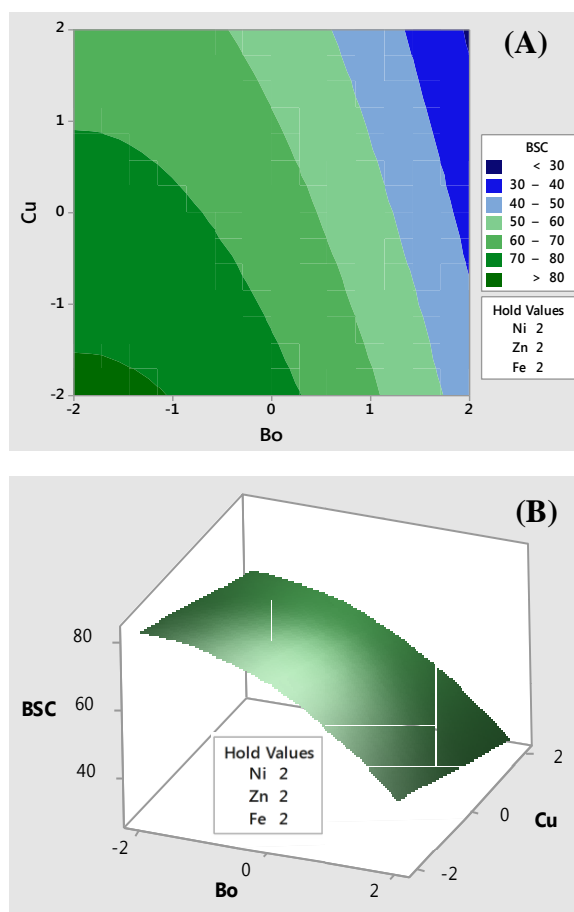 (A)
2
1
0
-1
-2
Cu
-2 -1 0 1 2
Bo
BSC
< 30
30 – 40
40 – 50
50 – 60
60 – 70
70 – 80
> 80
Hold Values
Ni 2
Zn 2
Fe 2
(B)
80
60
40
BSC
Hold Values
Ni 2
Zn 2
Fe 2
-2
0
2
Bo
-2
0
2
Cu